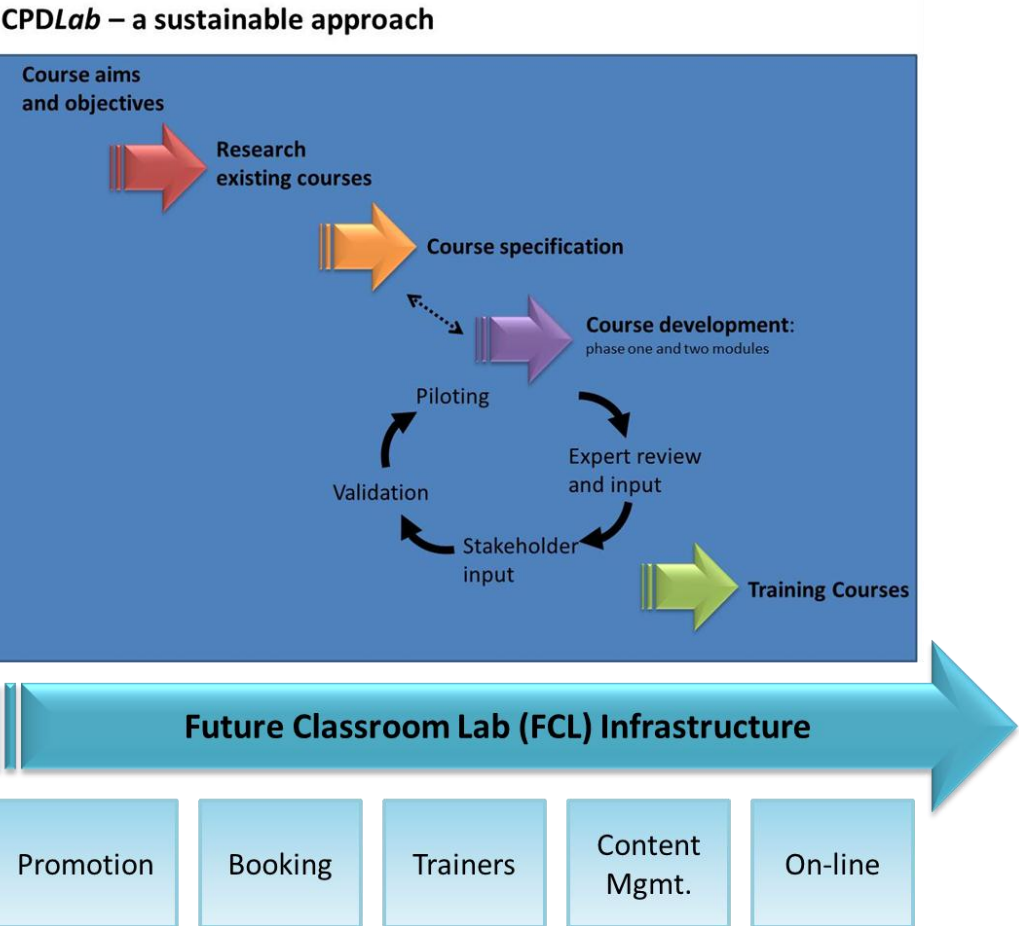 CPDLab – a sustainable approach
Course aims
and objectives
Research
existing courses
Course specification
Course development:
phase one and two modules
Piloting
Expert review
and input
Validation
Stakeholder
input
Training Courses
Future Classroom Lab (FCL) Infrastructure
Promotion
Booking
Trainers
Content
Mgmt.
On-line